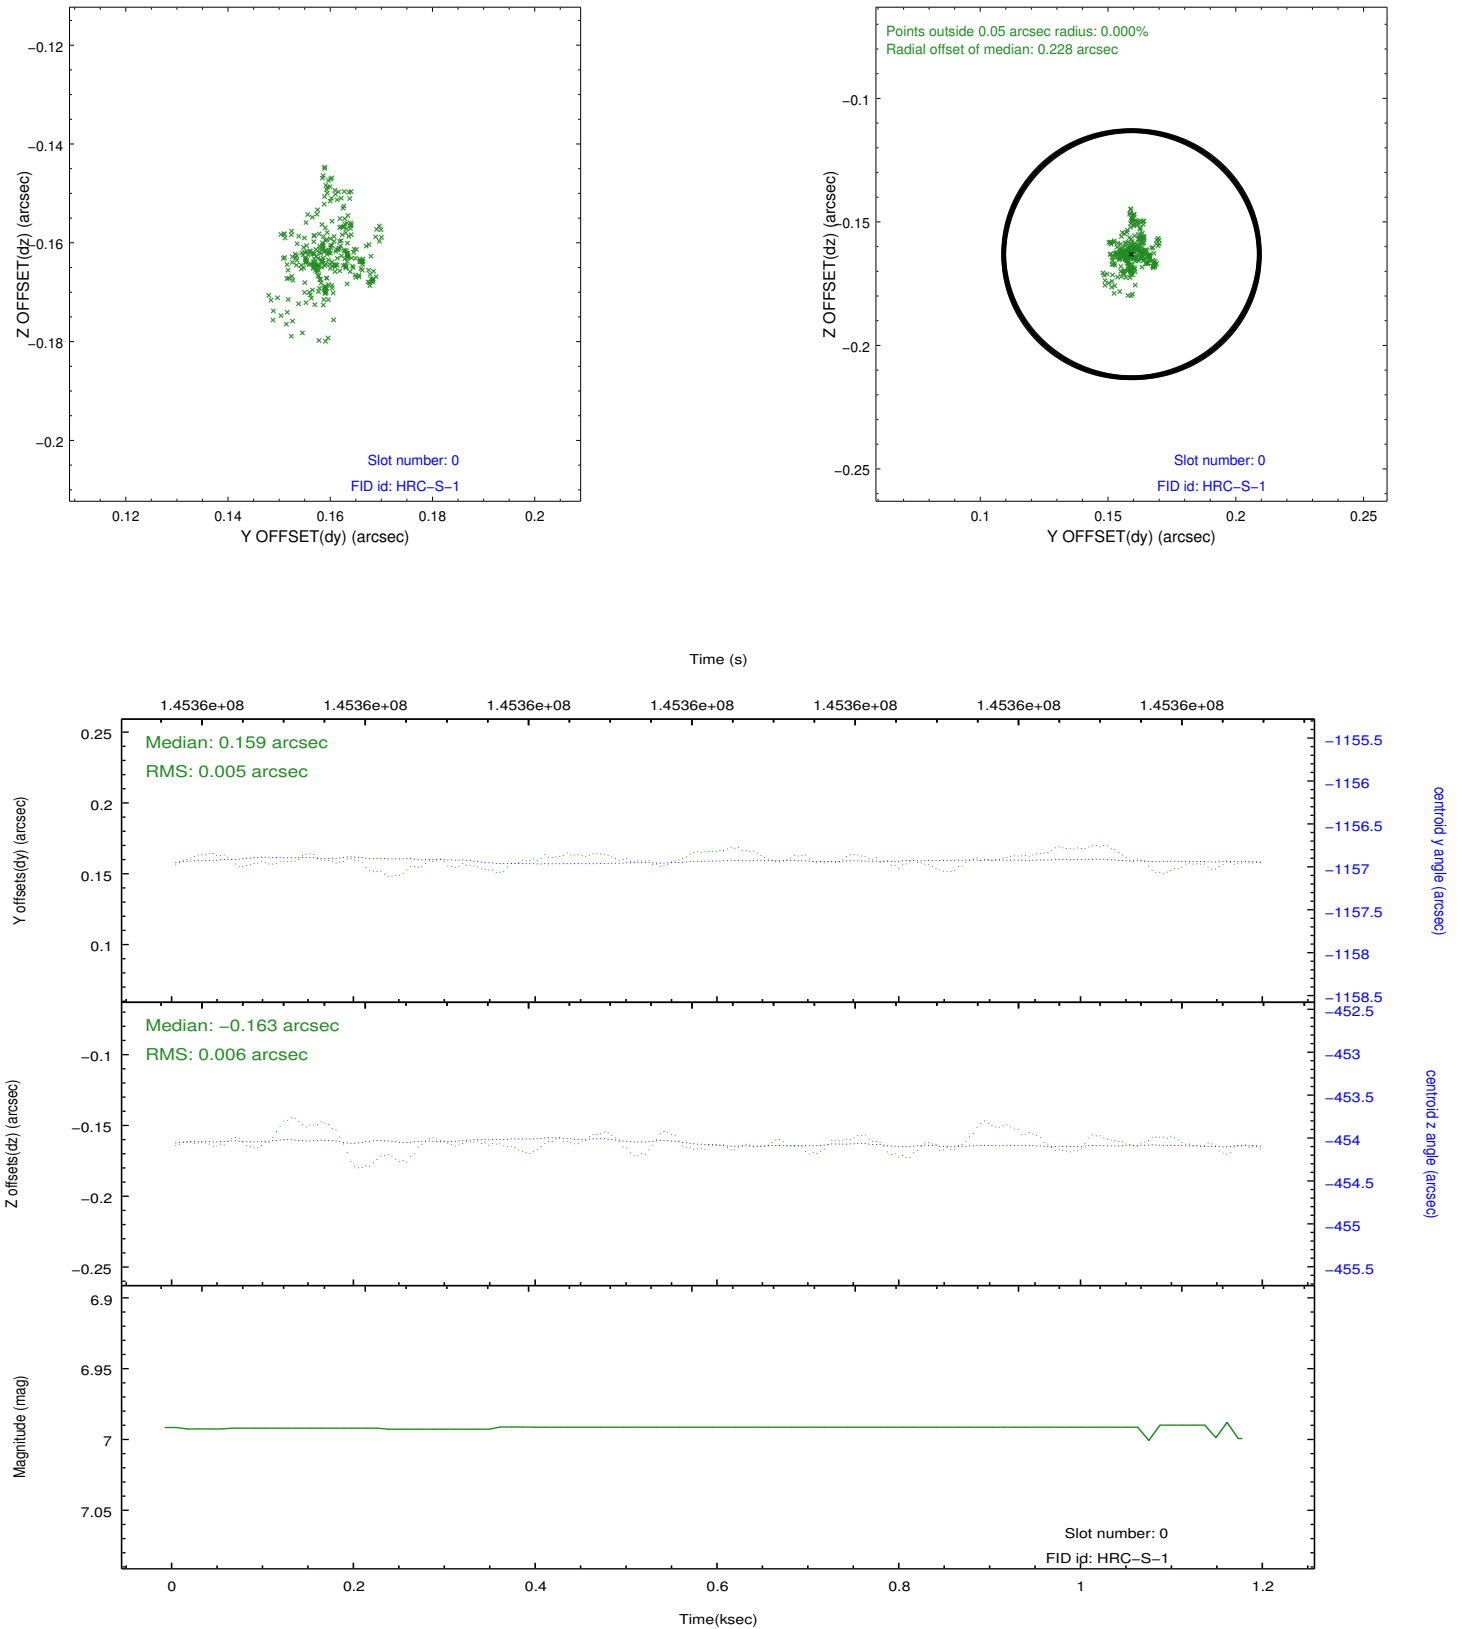 −0.12
−0.14
−0.16
−0.18
−0.2
Z OFFSET(dz) (arcsec)
Slot number: 0
FID id: HRC−S−1
0.12 0.14 0.16 0.18 0.2
Y OFFSET(dy) (arcsec)
Points outside 0.05 arcsec radius: 0.000%
Radial offset of median: 0.228 arcsec
−0.1
−0.15
−0.2
−0.25
Z OFFSET(dz) (arcsec)
Slot number: 0
FID id: HRC−S−1
0.1 0.15 0.2 0.25
Y OFFSET(dy) (arcsec)
Time (s)
1.4536e+08 1.4536e+08 1.4536e+08 1.4536e+08 1.4536e+08 1.4536e+08 1.4536e+08
Median: 0.159 arcsec
RMS: 0.005 arcsec
0.25
0.2
0.15
0.1
Y offsets(dy) (arcsec)
−1155.5
−1156
−1156.5
−1157
−1157.5
−1158
−1158.5
centroid y angle (arcsec)
Median: −0.163 arcsec
RMS: 0.006 arcsec
−0.1
−0.15
−0.2
−0.25
Z offsets(dz) (arcsec)
−452.5
−453
−453.5
−454
−454.5
−455
−455.5
centroid z angle (arcsec)
6.9
6.95
7
7.05
Magnitude (mag)
Slot number: 0
FID id: HRC−S−1
0 0.2 0.4 0.6 0.8 1 1.2
Time(ksec)